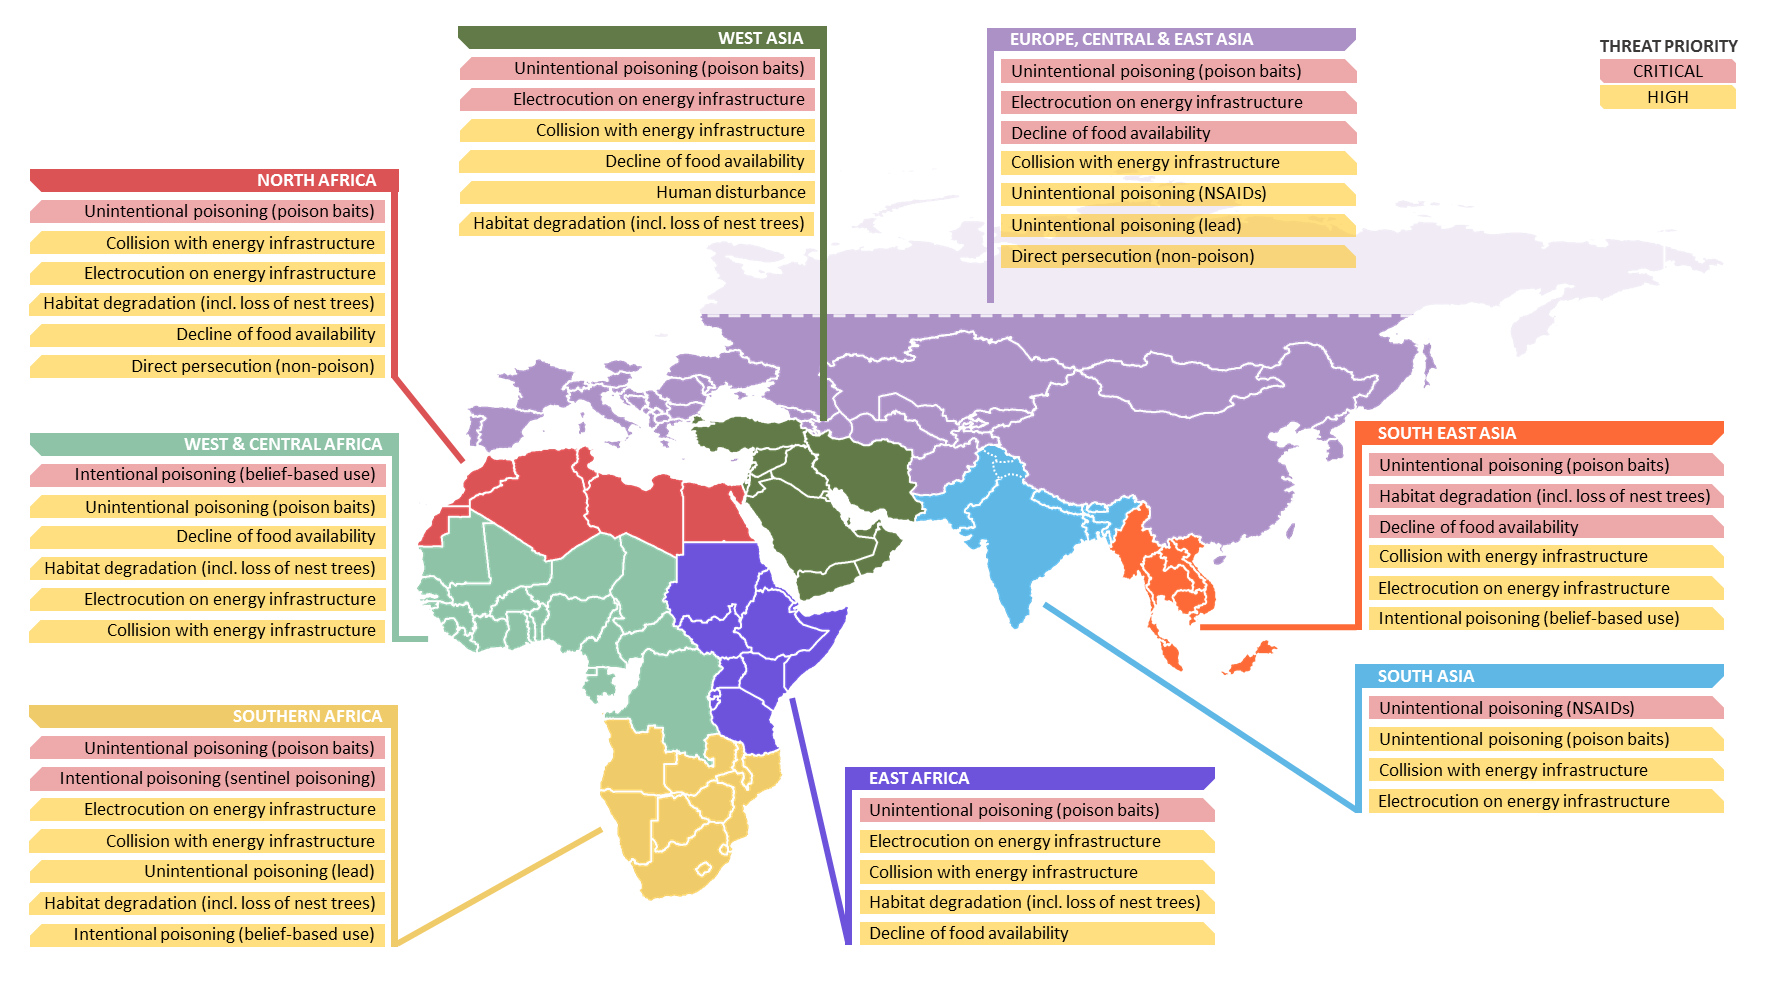 WEST ASIA
Unintentional poisoning (poison baits)
Electrocution on energy infrastructure
Collision with energy infrastructure
Decline of food availability
Human disturbance
Habitat degradation (incl. loss of nest trees)
EUROPE, CENTRAL & EAST ASIA
Unintentional poisoning (poison baits)
Electrocution on energy infrastructure
Decline of food availability
Collision with energy infrastructure
Unintentional poisoning (NSAIDs)
Unintentional poisoning (lead)
Direct persecution (non-poison)
THREAT PRIORITY
CRITICAL
HIGH
NORTH AFRICA
Unintentional poisoning (poison baits)
Collision with energy infrastructure
Electrocution on energy infrastructure
Habitat degradation (incl. loss of nest trees)
Decline of food availability
Direct persecution (non-poison)
WEST & CENTRAL AFRICA
Intentional poisoning (belief-based use)
Unintentional poisoning (poison baits)
Decline of food availability
Habitat degradation (incl. loss of nest trees)
Electrocution on energy infrastructure
Collision with energy infrastructure
SOUTH EAST ASIA
Unintentional poisoning (poison baits)
Habitat degradation (incl. loss of nest trees)
Decline of food availability
Collision with energy infrastructure
Electrocution on energy infrastructure
Intentional poisoning (belief-based use)
SOUTH ASIA
Unintentional poisoning (NSAIDs)
Unintentional poisoning (poison baits)
Collision with energy infrastructure
Electrocution on energy infrastructure
SOUTHERN AFRICA
Unintentional poisoning (poison baits)
Intentional poisoning (sentinel poisoning)
Electrocution on energy infrastructure
Collision with energy infrastructure
Unintentional poisoning (lead)
Habitat degradation (incl. loss of nest trees)
Intentional poisoning (belief-based use)
EAST AFRICA
Unintentional poisoning (poison baits)
Electrocution on energy infrastructure
Collision with energy infrastructure
Habitat degradation (incl. loss of nest trees)
Decline of food availability